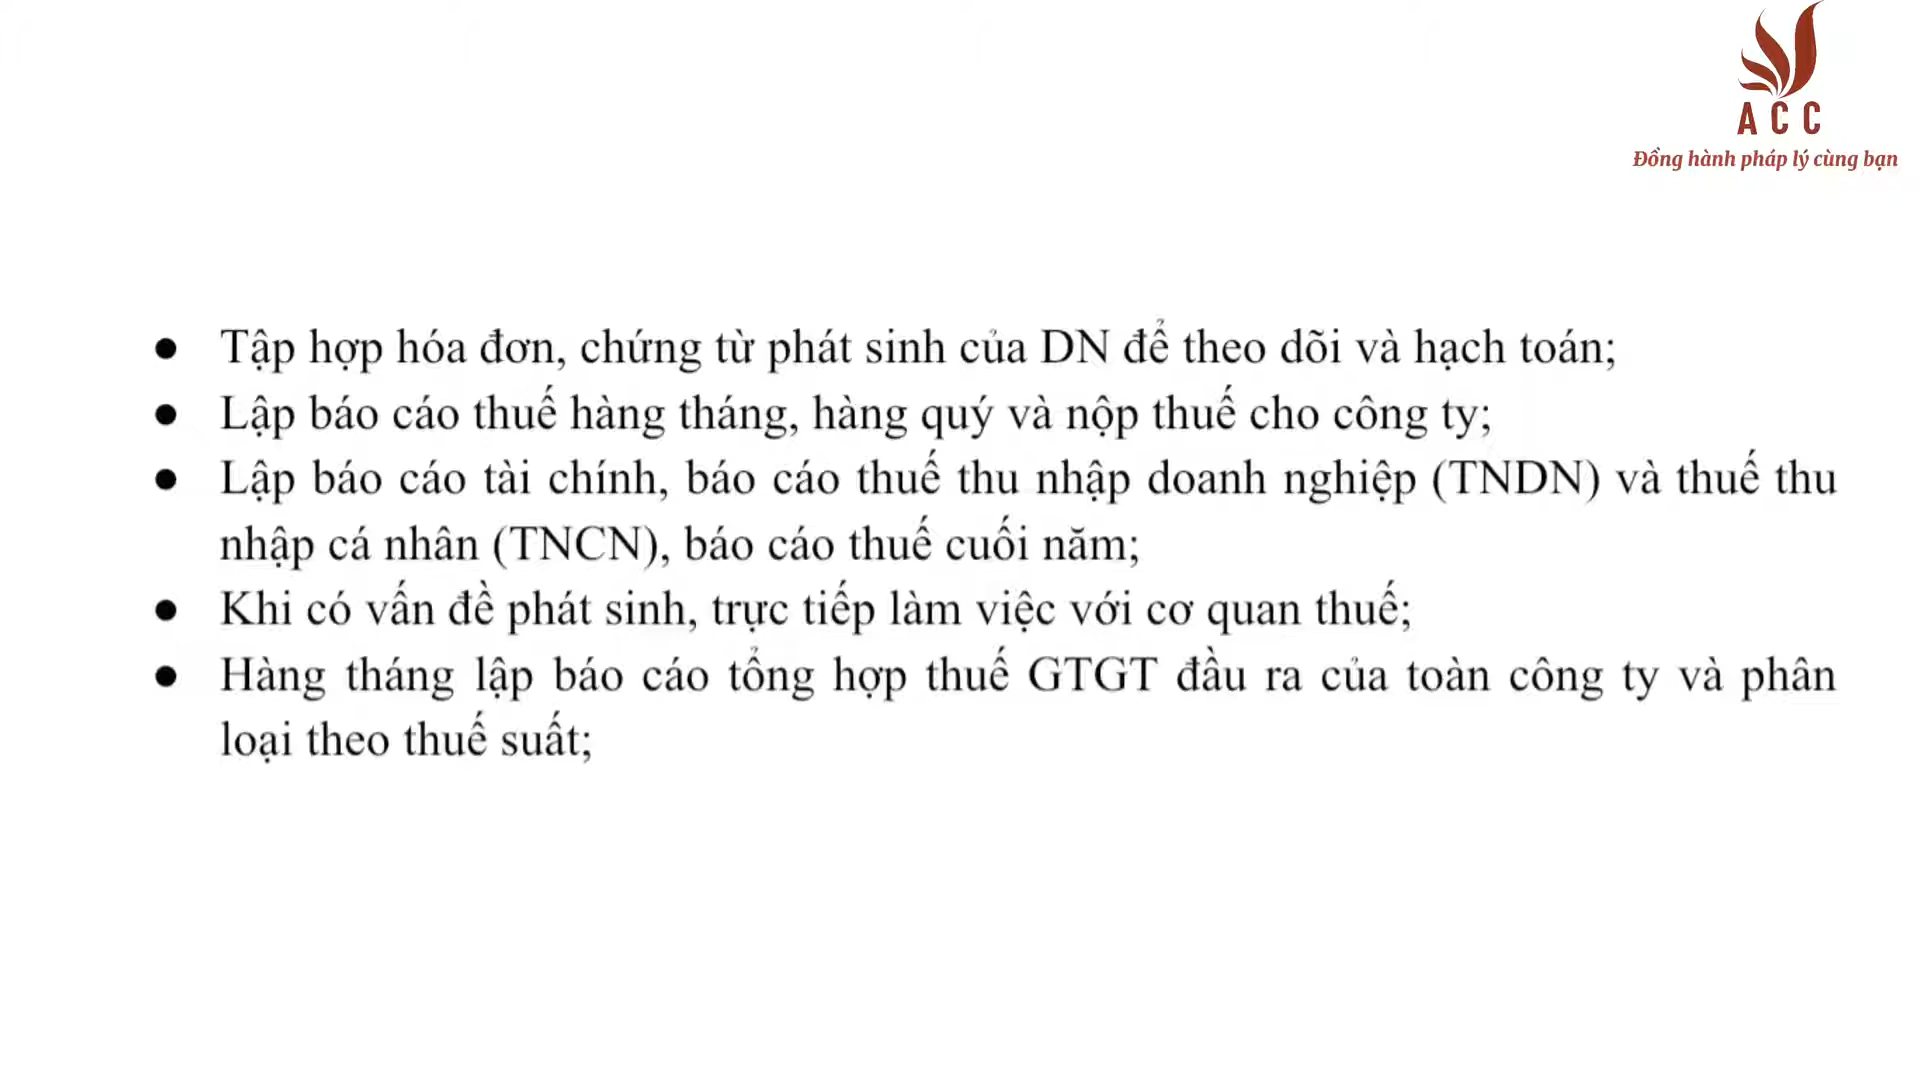 ACC
Đồng hành pháp lý cùng bạn
● Tập hợp hóa đơn, chứng từ phát sinh của DN để theo dõi và hạch toán;
● Lập báo cáo thuế hàng tháng, hàng quý và nộp thuế cho công ty;
● Lập báo cáo tài chính, báo cáo thuế thu nhập doanh nghiệp (TNDN) và thuế thu
nhập cá nhân (TNCN), báo cáo thuế cuối năm;
● Khi có vấn đề phát sinh, trực tiếp làm việc với cơ quan thuế;
● Hàng tháng lập báo cáo tổng hợp thuế GTGT đầu ra của toàn công ty và phân
loại theo thuế suất;